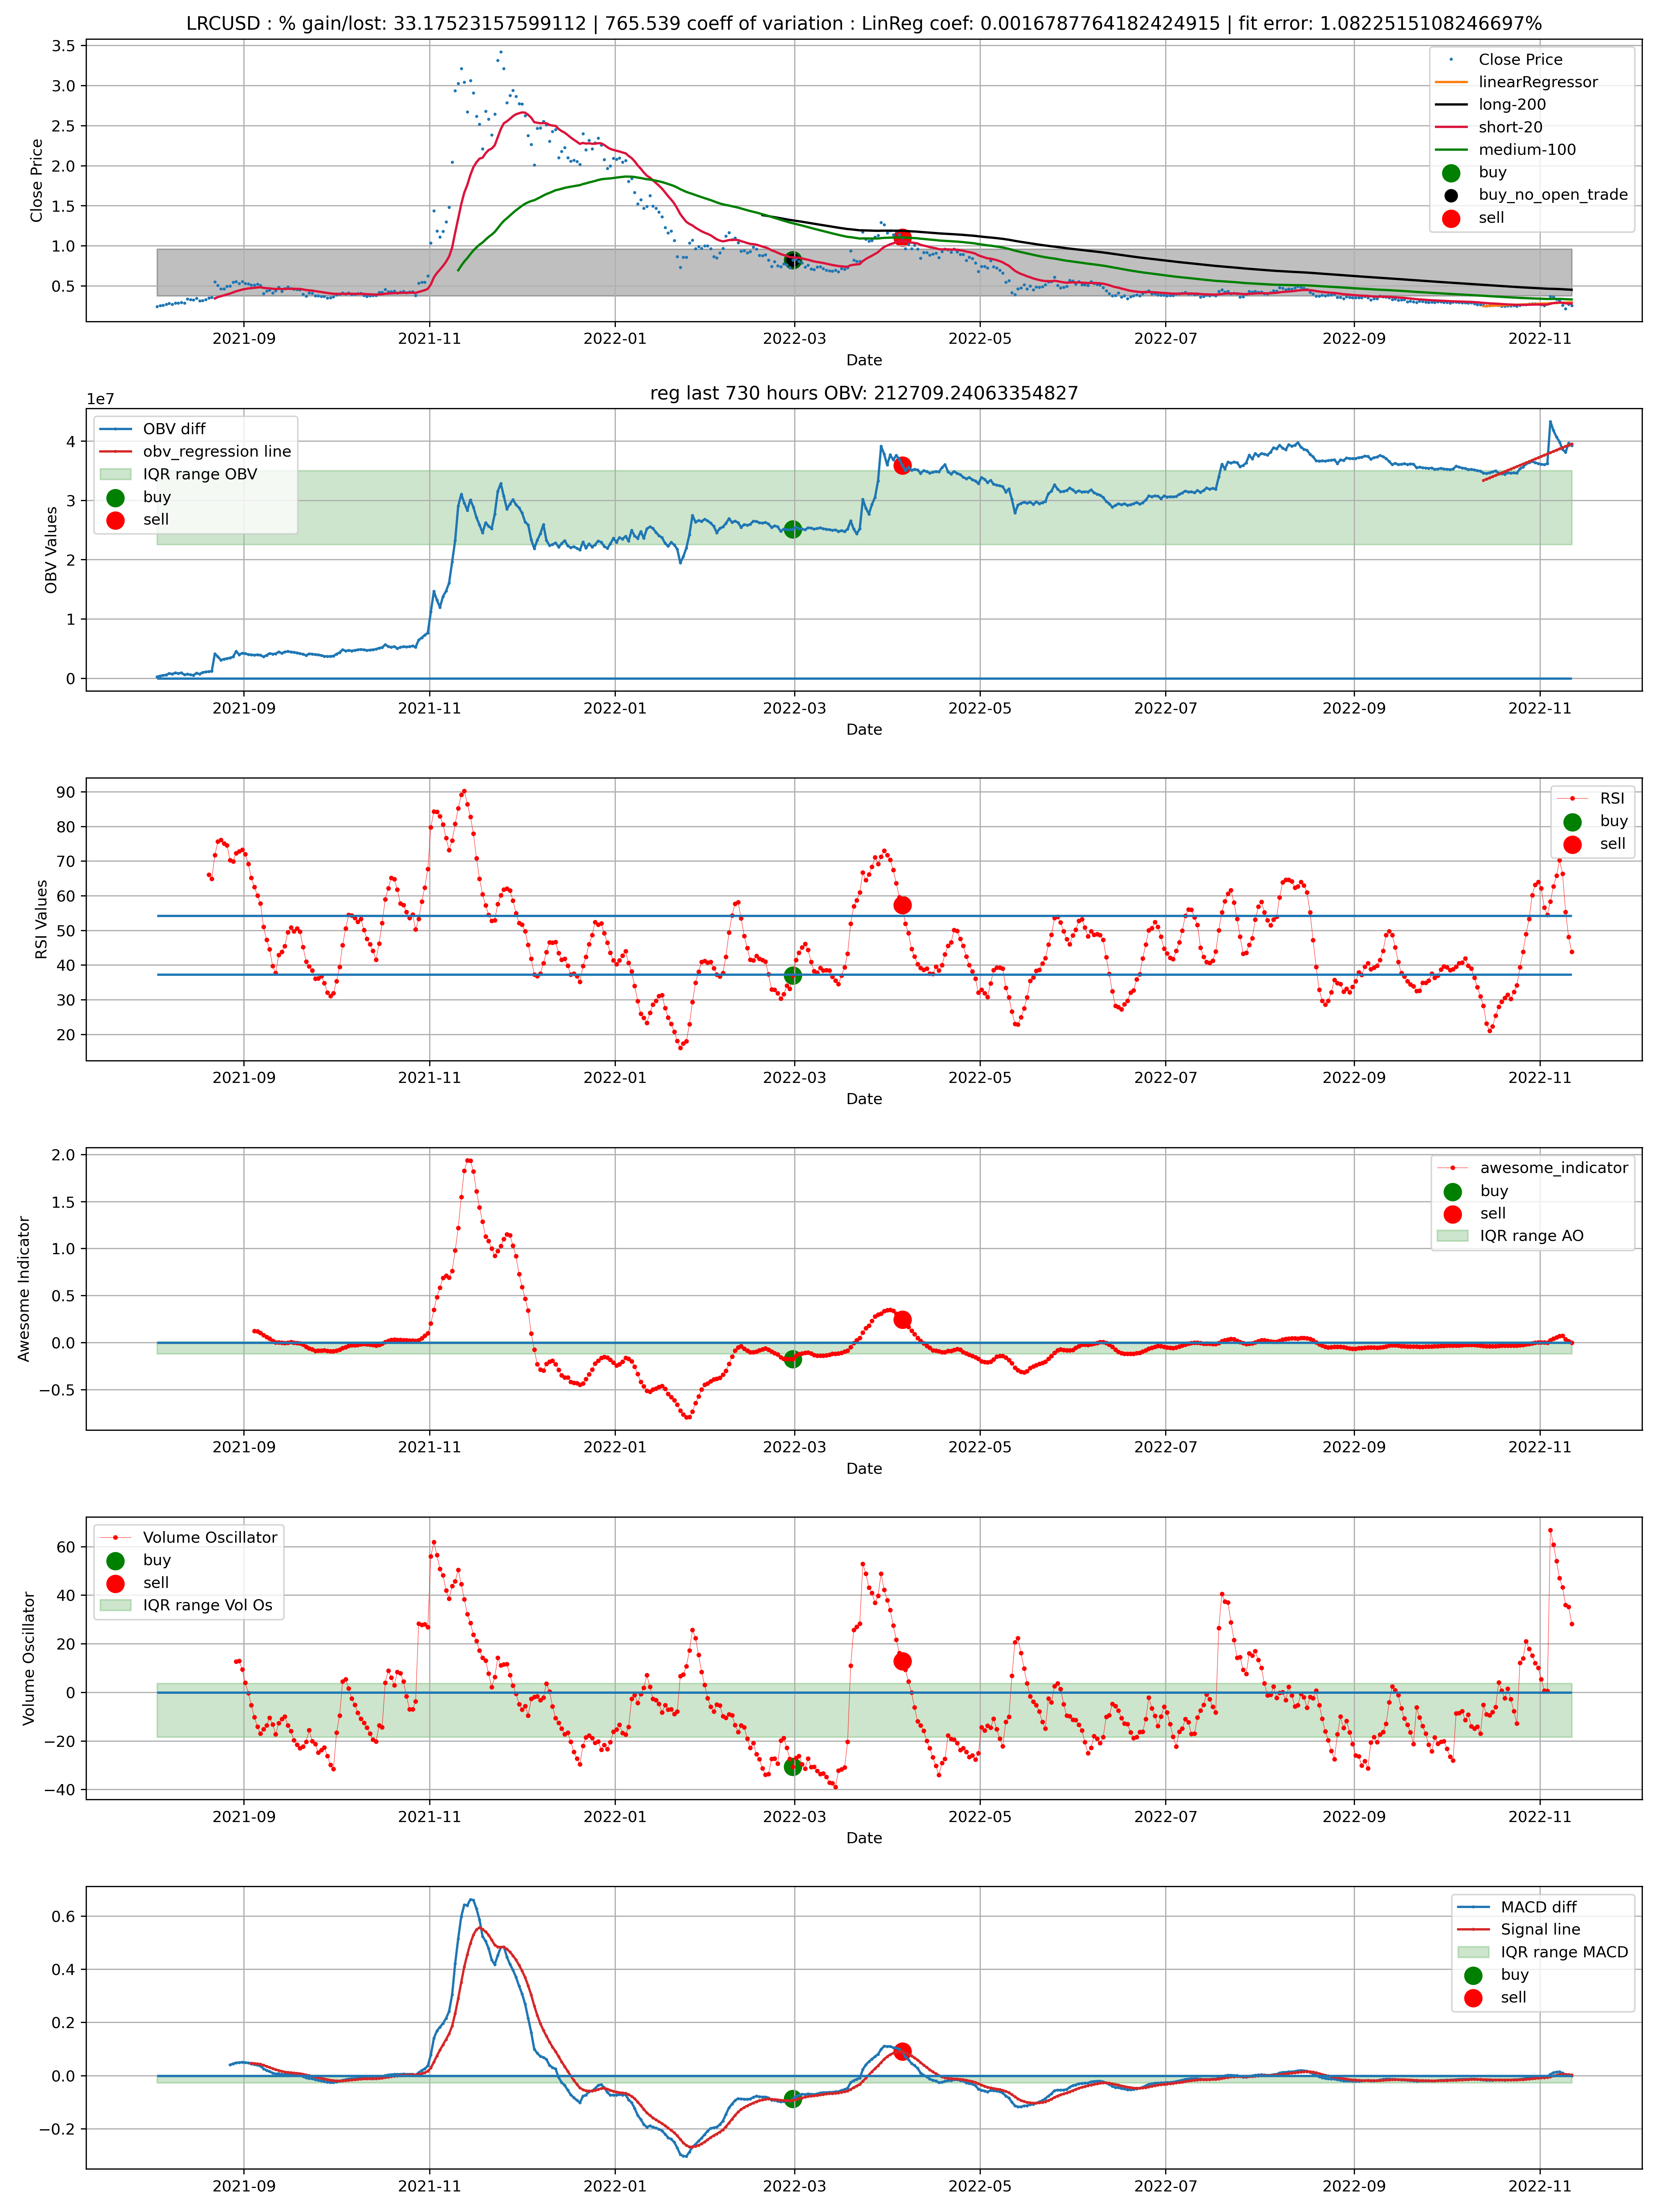 LRCUSD : % gain/lost: 33.17523157599112 | 765.539 coeff of variation : LinReg coef: 0.0016787764182424915 | fit error: 1.0822515108246697%
3.5
3.0
2.5
2.0
1.5
1.0
0.5
Close Price
Close Price
linearRegressor
long-200
short-20
medium-100
buy
buy_no_open_trade
sell
2021-09 2021-11 2022-01 2022-03 2022-05 2022-07 2022-09 2022-11
Date
reg last 730 hours OBV: 212709.24063354827
1e7
4
3
2
1
0
OBV Values
OBV diff
obv_regression line
IQR range OBV
buy
sell
2021-09 2021-11 2022-01 2022-03 2022-05 2022-07 2022-09 2022-11
Date
90
80
70
60
50
40
30
20
RSI Values
RSI
buy
sell
2021-09 2021-11 2022-01 2022-03 2022-05 2022-07 2022-09 2022-11
Date
2.0
1.5
1.0
0.5
0.0
−0.5
Awesome Indicator
awesome_indicator
buy
sell
IQR range AO
2021-09 2021-11 2022-01 2022-03 2022-05 2022-07 2022-09 2022-11
Date
60
40
20
0
−20
−40
Volume Oscillator
Volume Oscillator
buy
sell
IQR range Vol Os
2021-09 2021-11 2022-01 2022-03 2022-05 2022-07 2022-09 2022-11
Date
0.6
0.4
0.2
0.0
−0.2
MACD diff
Signal line
IQR range MACD
buy
sell
2021-09 2021-11 2022-01 2022-03 2022-05 2022-07 2022-09 2022-11